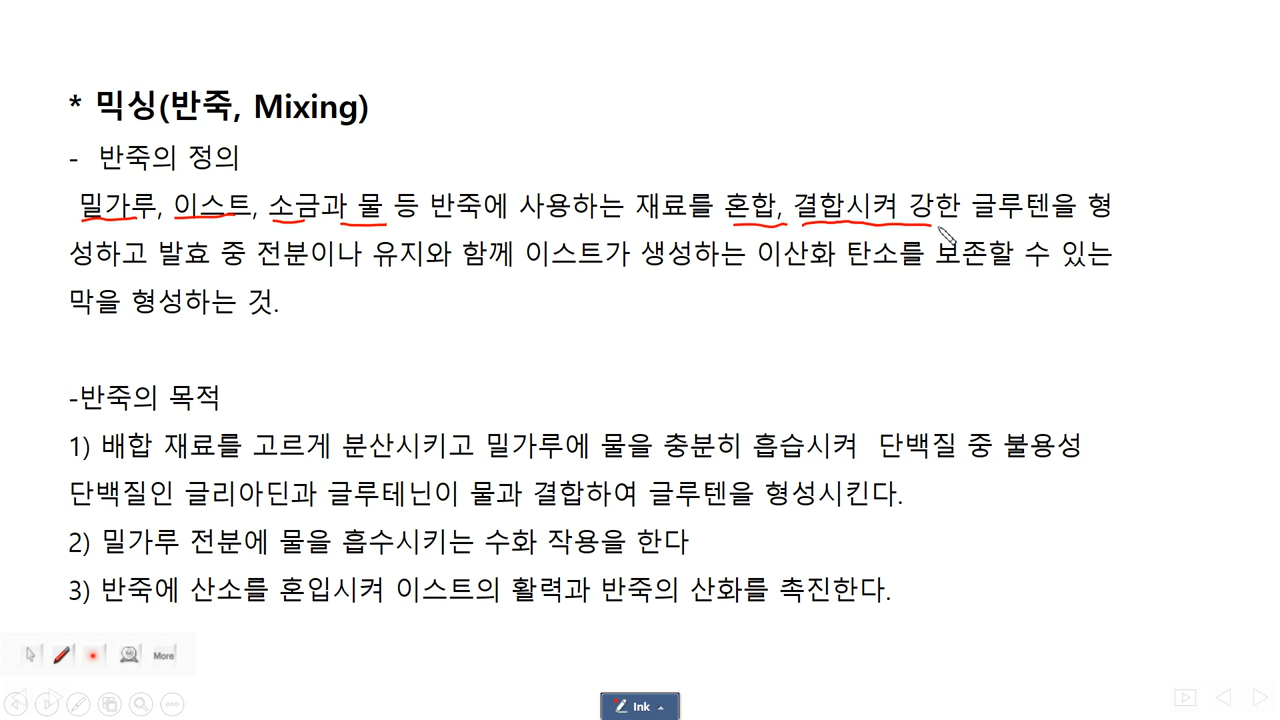 * 믹싱(반죽, Mixing)
- 반죽의 정의
밀가루, 이스트, 소금과 물 등 반죽에 사용하는 재료를 혼합, 결합시켜 강한 글루텐을 형
성하고 발효 중 전분이나 유지와 함께 이스트가 생성하는 이산화 탄소를 보존할 수 있는
막을 형성하는 것.
-반죽의 목적
1) 배합 재료를 고르게 분산시키고 밀가루에 물을 충분히 흡습시켜 단백질 중 불용성
단백질인 글리아딘과 글루테닌이 물과 결합하여 글루텐을 형성시킨다.
2) 밀가루 전분에 물을 흡수시키는 수화 작용을 한다
3) 반죽에 산소를 혼입시켜 이스트의 활력과 반죽의 산화를 촉진한다.
More
Ink